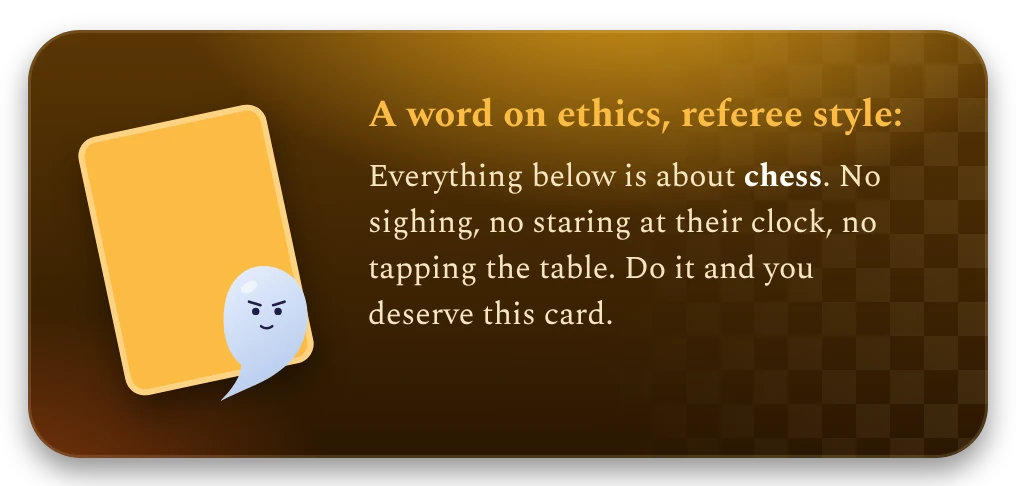 A word on ethics, referee style:
Everything below is about chess. No
sighing, no staring at their clock, no
tapping the table. Do it and you
deserve this card.